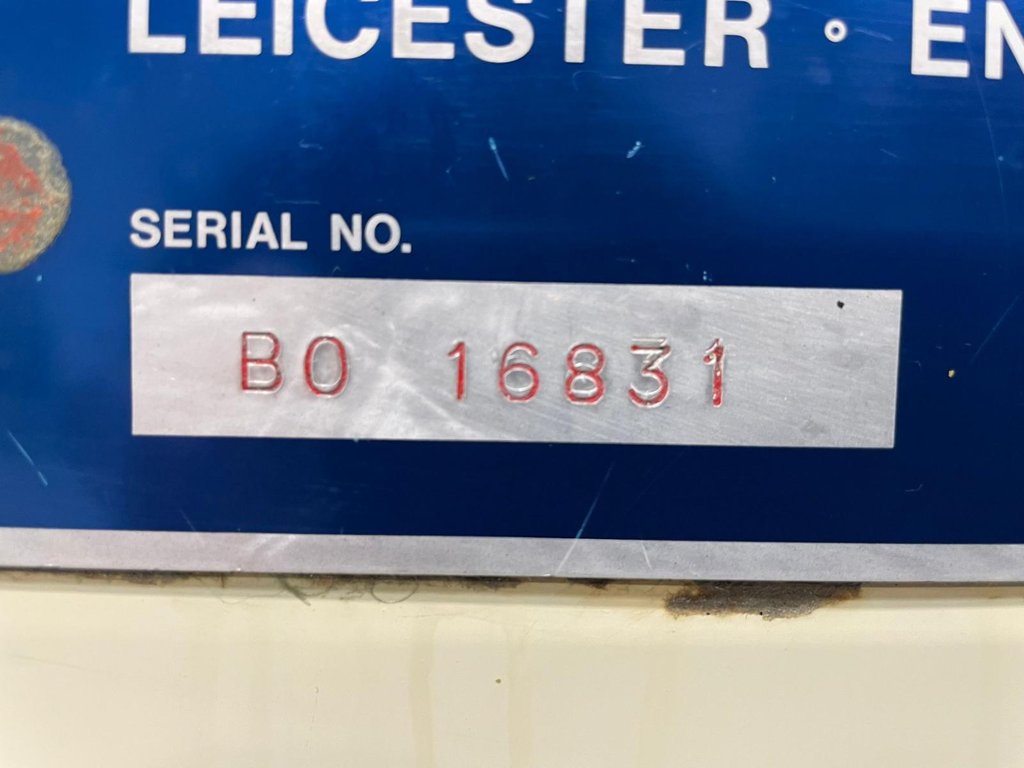 LEICESTER · EN
SERIAL NO.
BO 16831